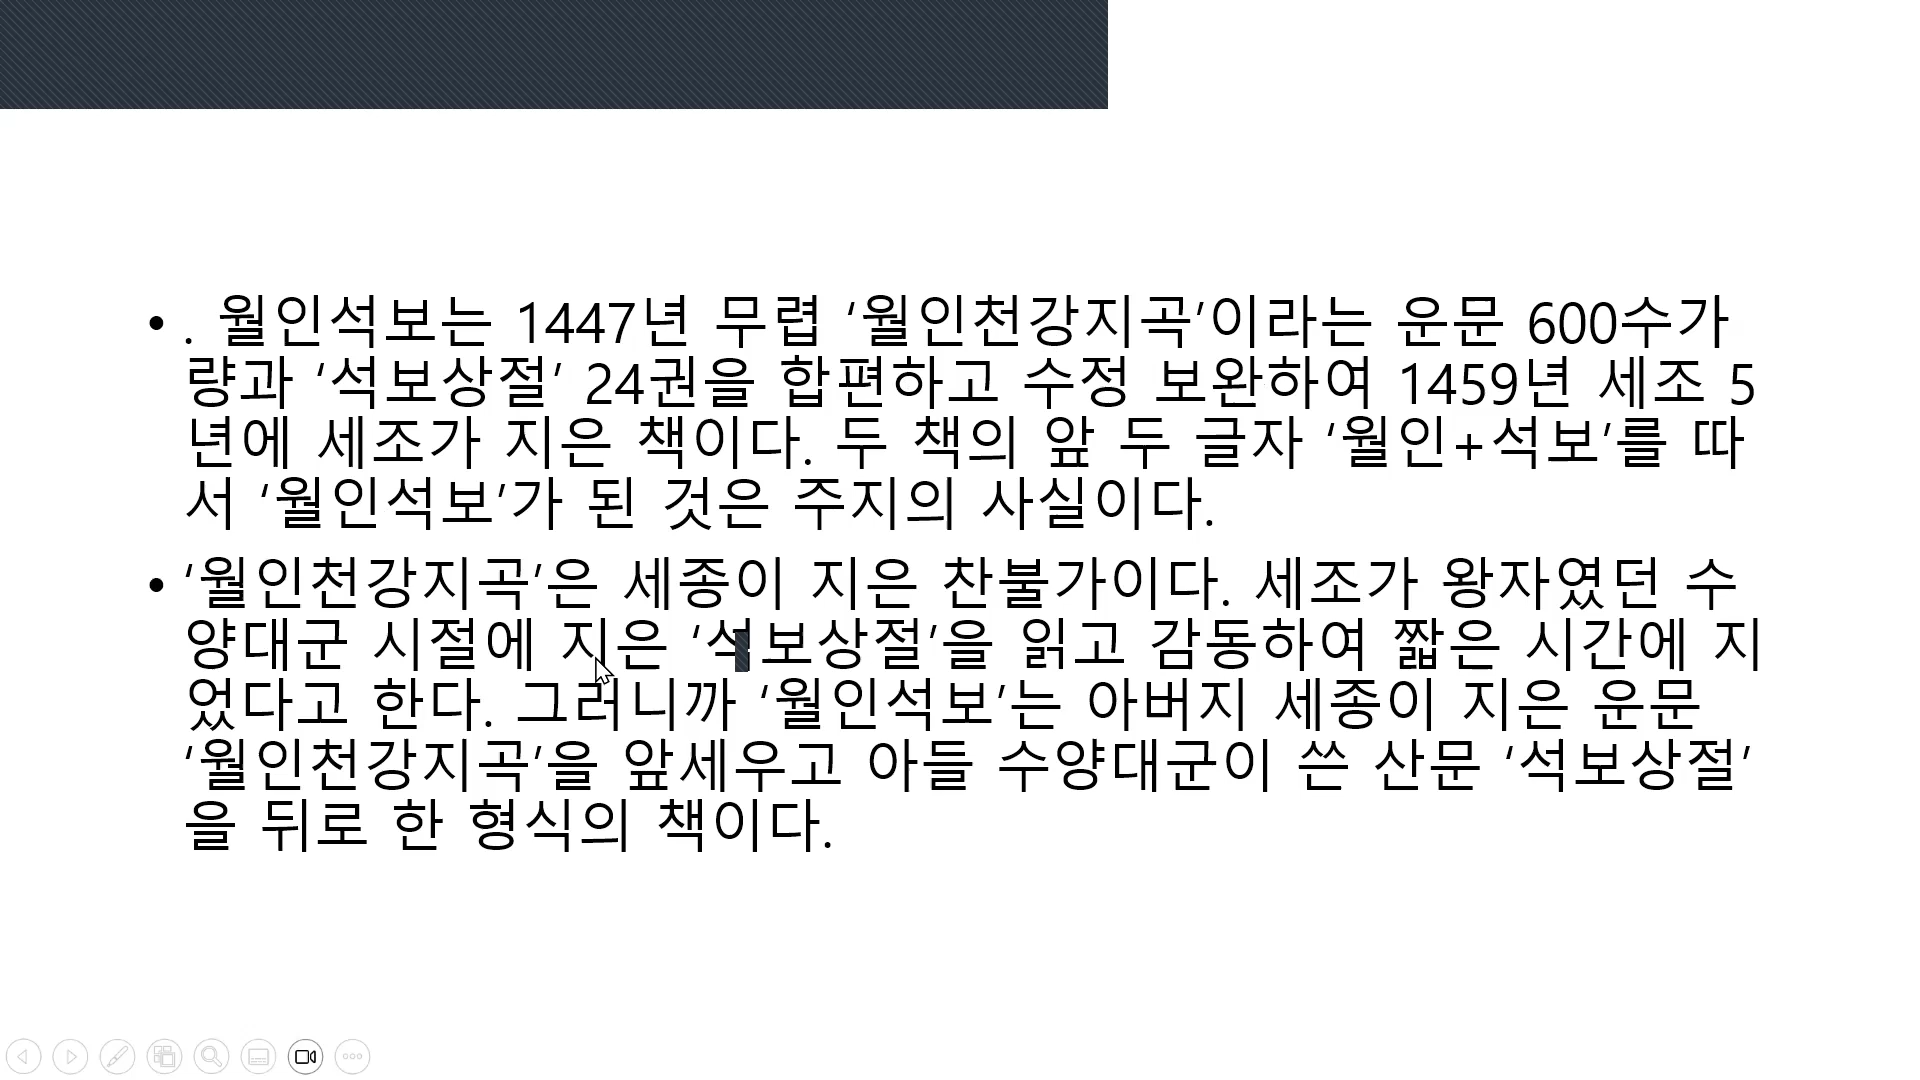 • . 월인석보는 1447년 무렵 ‘월인천강지곡’이라는 운문 600수가
량과 ‘석보상절’ 24권을 합편하고 수정 보완하여 1459년 세조 5
년에 세조가 지은 책이다. 두 책의 앞 두 글자 ‘월인+석보’를 따
서 ‘월인석보’가 된 것은 주지의 사실이다.
• ‘월인천강지곡’은 세종이 지은 찬불가이다. 세조가 왕자였던 수
양대군 시절에 지은 ‘석보상절’을 읽고 감동하여 짧은 시간에 지
었다고 한다. 그러니까 ‘월인석보’는 아버지 세종이 지은 운문
‘월인천강지곡’을 앞세우고 아들 수양대군이 쓴 산문 ‘석보상절’
을 뒤로 한 형식의 책이다.